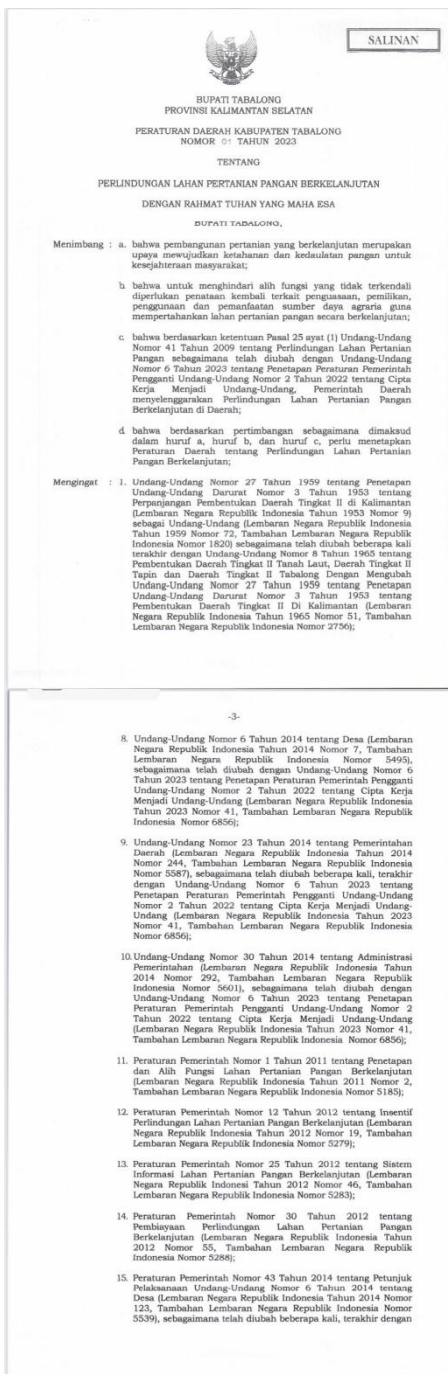 SALINAN
BUPATI TABALONG
PROVINSI KALIMANTAN SELATAN
PERATURAN DAERAH KABUPATEN TABALONG
NOMOR 01 TAHUN 2023
TENTANG
PERLINDUNGAN LAHAN PERTANIAN PANGAN BERKELANJUTAN
DENGAN RAHMAT TUHAN YANG MAHA ESA
BUPATI TABALONG,
Menimbang : a. bahwa pembangunan pertanian yang berkelanjutan merupakan
upaya mewujudkan ketahanan dan kedaulatan pangan untuk
kesejahteraan masyarakat;
b. bahwa untuk menghindari alih fungsi yang tidak terkendali
diperlukan penataan kembali terkait penguasaan, pemilikan,
penggunaan dan pemanfaatan sumber daya agraria guna
mempertahankan lahan pertanian pangan secara berkelanjutan;
c. bahwa berdasarkan ketentuan Pasal 25 ayat (1) Undang-Undang
Nomor 41 Tahun 2009 tentang Perlindungan Lahan Pertanian
Pangan sebagaimana telah diubah dengan Undang-Undang
Nomor 6 Tahun 2023 tentang Penetapan Peraturan Pemerintah
Pengganti Undang-Undang Nomor 2 Tahun 2022 tentang Cipta
Kerja Menjadi Undang-Undang, Pemerintah Daerah
menyelenggarakan Perlindungan Lahan Pertanian Pangan
Berkelanjutan di Daerah;
d. bahwa berdasarkan pertimbangan sebagaimana dimaksud
dalam huruf a, huruf b, dan huruf c, perlu menetapkan
Peraturan Daerah tentang Perlindungan Lahan Pertanian
Pangan Berkelanjutan;
Mengingat : 1. Undang-Undang Nomor 27 Tahun 1959 tentang Penetapan
Undang-Undang Darurat Nomor 3 Tahun 1953 tentang
Perpanjangan Pembentukan Daerah Tingkat II di Kalimantan
(Lembaran Negara Republik Indonesia Tahun 1953 Nomor 9)
sebagai Undang-Undang (Lembaran Negara Republik Indonesia
Tahun 1959 Nomor 72, Tambahan Lembaran Negara Republik
Indonesia Nomor 1820) sebagaimana telah diubah beberapa kali
terakhir dengan Undang-Undang Nomor 8 Tahun 1965 tentang
Pembentukan Daerah Tingkat II Tanah Laut, Daerah Tingkat II
Tapin dan Daerah Tingkat II Tabalong Dengan Mengubah
Undang-Undang Nomor 27 Tahun 1959 tentang Penetapan
Undang-Undang Darurat Nomor 3 Tahun 1953 tentang
Pembentukan Daerah Tingkat II Di Kalimantan (Lembaran
Negara Republik Indonesia Tahun 1965 Nomor 51, Tambahan
Lembaran Negara Republik Indonesia Nomor 2756);
-3-
8. Undang-Undang Nomor 6 Tahun 2014 tentang Desa (Lembaran
Negara Republik Indonesia Tahun 2014 Nomor 7, Tambahan
Lembaran Negara Republik Indonesia Nomor 5495),
sebagaimana telah diubah dengan Undang-Undang Nomor 6
Tahun 2023 tentang Penetapan Peraturan Pemerintah Pengganti
Undang-Undang Nomor 2 Tahun 2022 tentang Cipta Kerja
Menjadi Undang-Undang (Lembaran Negara Republik Indonesia
Tahun 2023 Nomor 41, Tambahan Lembaran Negara Republik
Indonesia Nomor 6856);
9. Undang-Undang Nomor 23 Tahun 2014 tentang Pemerintahan
Daerah (Lembaran Negara Republik Indonesia Tahun 2014
Nomor 244, Tambahan Lembaran Negara Republik Indonesia
Nomor 5587), sebagaimana telah diubah beberapa kali, terakhir
dengan Undang-Undang Nomor 6 Tahun 2023 tentang
Penetapan Peraturan Pemerintah Pengganti Undang-Undang
Nomor 2 Tahun 2022 tentang Cipta Kerja Menjadi Undang-
Undang (Lembaran Negara Republik Indonesia Tahun 2023
Nomor 41, Tambahan Lembaran Negara Republik Indonesia
Nomor 6856);
10. Undang-Undang Nomor 30 Tahun 2014 tentang Administrasi
Pemerintahan (Lembaran Negara Republik Indonesia Tahun
2014 Nomor 292, Tambahan Lembaran Negara Republik
Indonesia Nomor 5601), sebagaimana telah diubah dengan
Undang-Undang Nomor 6 Tahun 2023 tentang Penetapan
Peraturan Pemerintah Pengganti Undang-Undang Nomor 2
Tahun 2022 tentang Cipta Kerja Menjadi Undang-Undang
(Lembaran Negara Republik Indonesia Tahun 2023 Nomor 41,
Tambahan Lembaran Negara Republik Indonesia Nomor 6856);
11. Peraturan Pemerintah Nomor 1 Tahun 2011 tentang Penetapan
dan Alih Fungsi Lahan Pertanian Pangan Berkelanjutan
(Lembaran Negara Republik Indonesia Tahun 2011 Nomor 2,
Tambahan Lembaran Negara Republik Indonesia Nomor 5185);
12. Peraturan Pemerintah Nomor 12 Tahun 2012 tentang Insentif
Perlindungan Lahan Pertanian Pangan Berkelanjutan (Lembaran
Negara Republik Indonesia Tahun 2012 Nomor 19, Tambahan
Lembaran Negara Republik Indonesia Nomor 5279);
13. Peraturan Pemerintah Nomor 25 Tahun 2012 tentang Sistem
Informasi Lahan Pertanian Pangan Berkelanjutan (Lembaran
Negara Republik Indonesi Tahun 2012 Nomor 46, Tambahan
Lembaran Negara Republik Indonesia Nomor 5283);
14. Peraturan Pemerintah Nomor 30 Tahun 2012 tentang
Pembiayaan Perlindungan Lahan Pertanian Pangan
Berkelanjutan (Lembaran Negara Republik Indonesia Tahun
2012 Nomor 55, Tambahan Lembaran Negara Republik
Indonesia Nomor 5288);
15. Peraturan Pemerintah Nomor 43 Tahun 2014 tentang Petunjuk
Pelaksanaan Undang-Undang Nomor 6 Tahun 2014 tentang
Desa (Lembaran Negara Republik Indonesia Tahun 2014 Nomor
123, Tambahan Lembaran Negara Republik Indonesia Nomor
5539), sebagaimana telah diubah beberapa kali, terakhir dengan